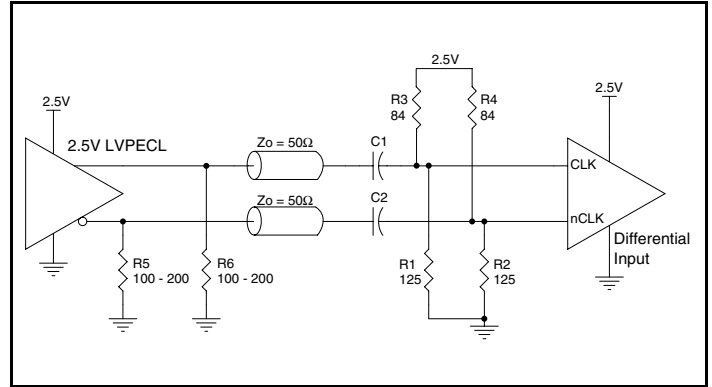 2.5V
R3
84
R4
84
2.5V
2.5V
2.5V LVPECL
Zo = 50Ω
C1
CLK
Zo = 50Ω
C2
nCLK
Differential
Input
R5
100 - 200
R6
100 - 200
R1
125
R2
125